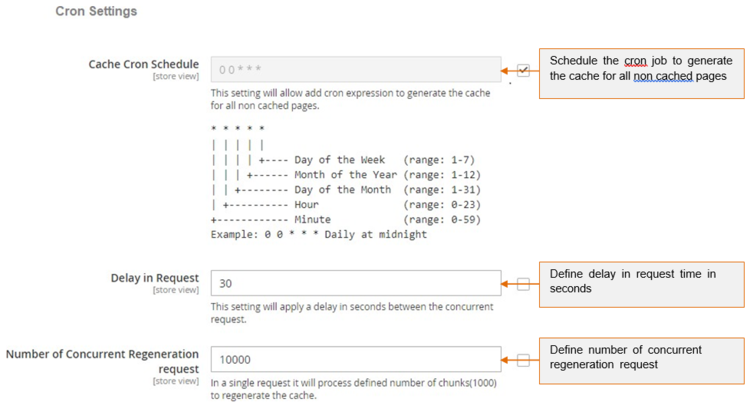 Cron Settings
Cache Cron Schedule
[store view]
0 0 * * *
Schedule the cron job to generate
the cache for all non cached pages
This setting will allow add cron expression to generate the cache
for all non cached pages.
* * * * *
| | | | |
| | | | +---- Day of the Week (range: 1-7)
| | | +------ Month of the Year (range: 1-12)
| | +-------- Day of the Month (range: 1-31)
| +---------- Hour (range: 0-23)
+------------ Minute (range: 0-59)
Example: 0 0 * * * Daily at midnight
Delay in Request
[store view]
30
Define delay in request time in
seconds
This setting will apply a delay in seconds between the concurrent
request.
Number of Concurrent Regeneration
request
[store view]
10000
Define number of concurrent
regeneration request
In a single request it will process defined number of chunks(1000)
to regenerate the cache.